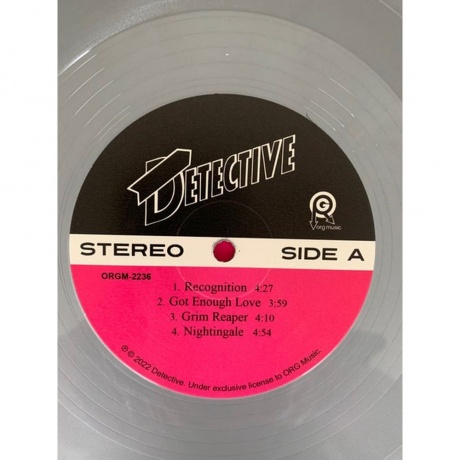 DETECTIVE
org music
STEREO SIDE A
ORGM-2236
1. Recognition 4:27
2. Got Enough Love 3:59
3. Grim Reaper 4:10
4. Nightingale 4:54
℗ © 2022 Detective. Under exclusive license to ORG Music.